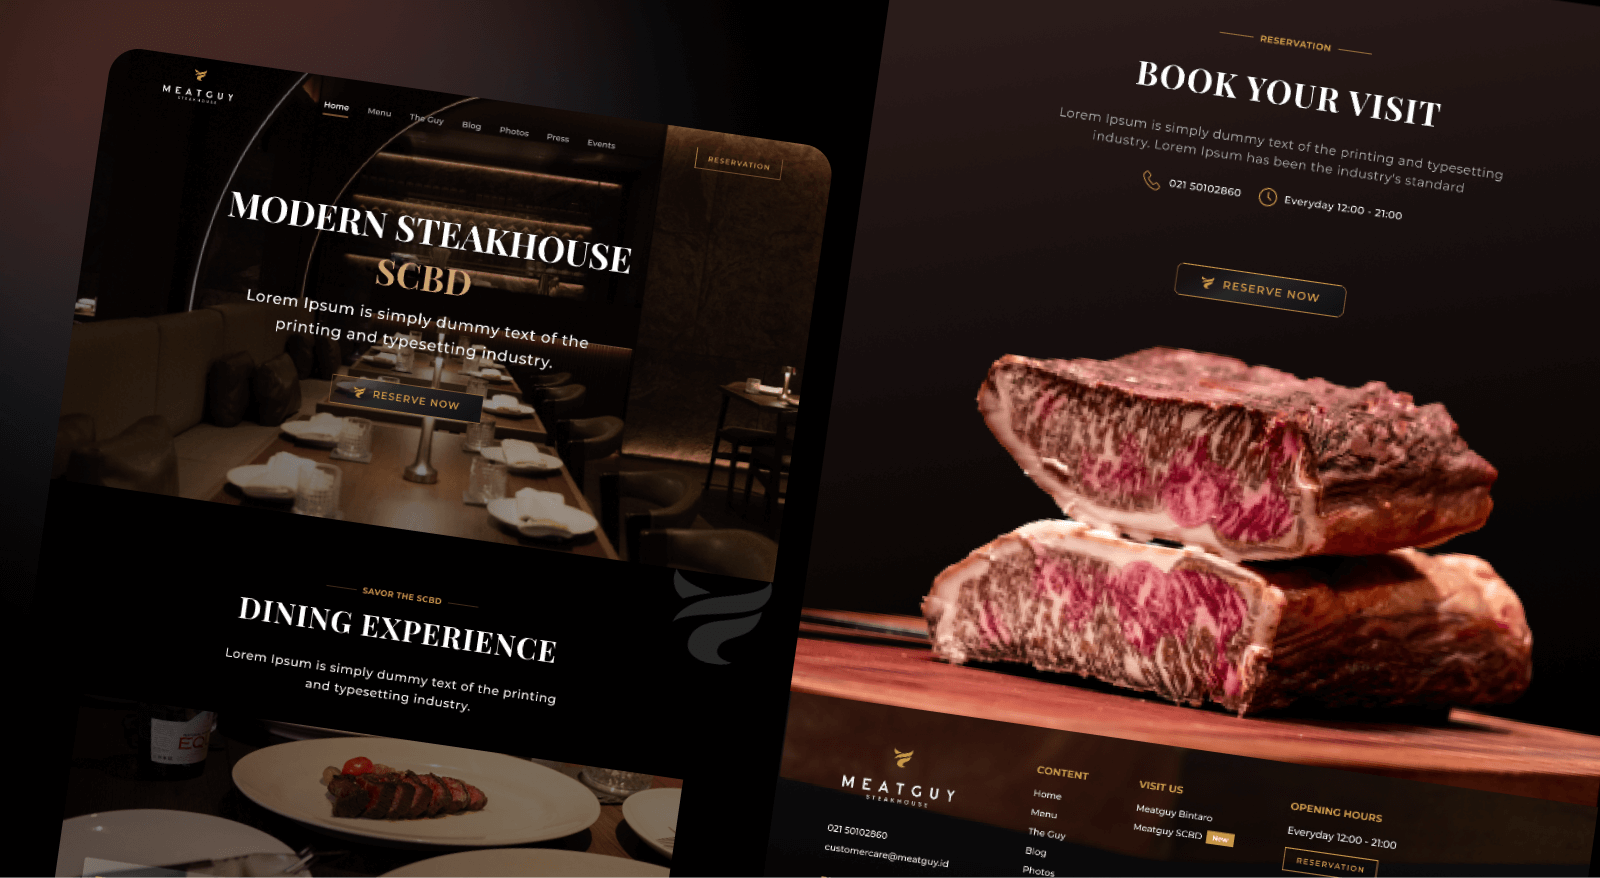 MEATGUY
STEAKHOUSE
Home
Menu
The Guy
Blog
Photos
Press
Events
RESERVATION
MODERN STEAKHOUSE
SCBD
Lorem Ipsum is simply dummy text of the
printing and typesetting industry.
RESERVE NOW
SAVOR THE SCBD
DINING EXPERIENCE
Lorem Ipsum is simply dummy text of the printing
and typesetting industry.
RESERVATION
BOOK YOUR VISIT
Lorem Ipsum is simply dummy text of the printing and typesetting
industry. Lorem Ipsum has been the industry's standard
021 50102860
Everyday 12:00 - 21:00
RESERVE NOW
MEATGUY
STEAKHOUSE
021 50102860
customercare@meatguy.id
CONTENT
Home
Menu
The Guy
Blog
Photos
VISIT US
Meatguy Bintaro
Meatguy SCBD New
OPENING HOURS
Everyday 12:00 - 21:00
RESERVATION